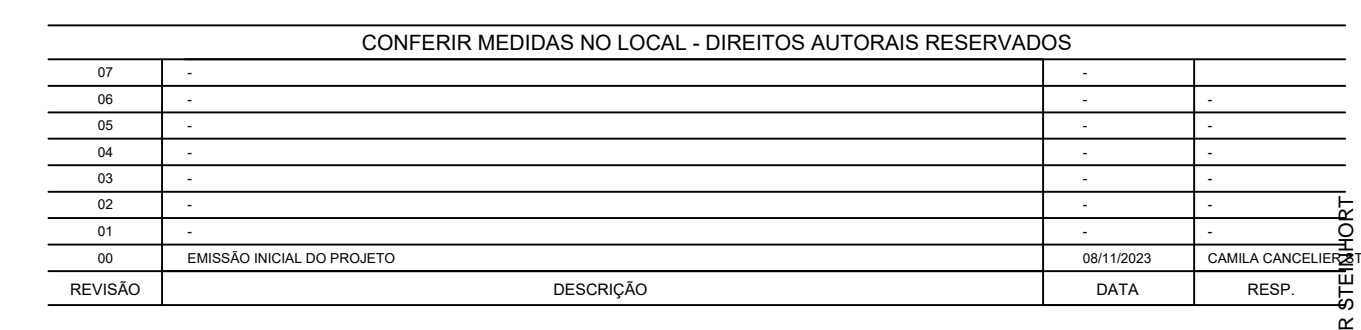 CONFERIR MEDIDAS NO LOCAL - DIREITOS AUTORAIS RESERVADOS
07 - -
06 - - -
05 - - -
04 - - -
03 - - -
02 - - -
01 - - -
00 EMISSÃO INICIAL DO PROJETO 08/11/2023 CAMILA CANCELIER ST
REVISÃO DESCRIÇÃO DATA RESP.
R STEINHORT